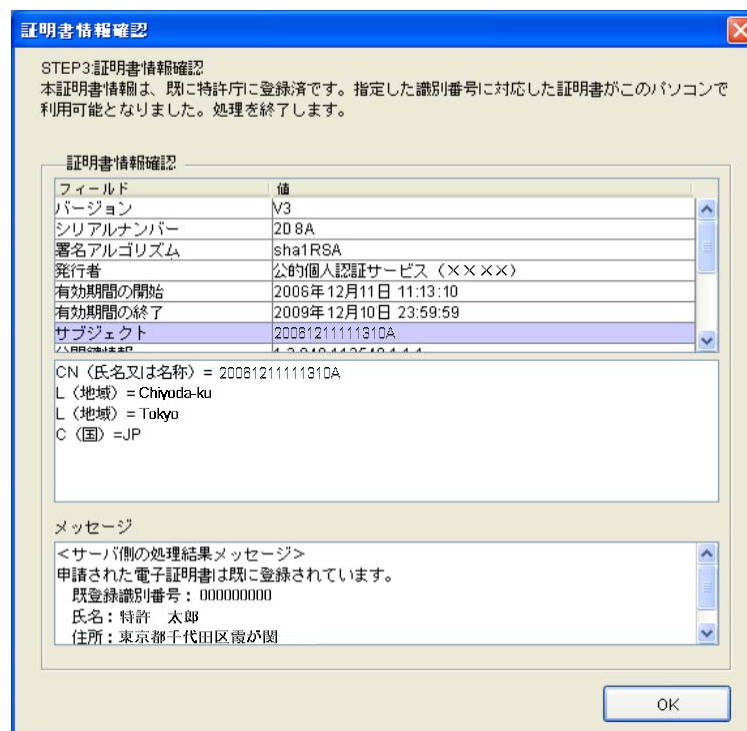 証明書情報確認
STEP3:証明書情報確認
本証明書情報は、既に特許庁に登録済です。指定した識別番号に対応した証明書がこのパソコンで
利用可能となりました。処理を終了します。
証明書情報確認
フィールド 値
バージョン V3
シリアルナンバー 2D 8A
署名アルゴリズム sha1RSA
発行者 公的個人認証サービス（××××）
有効期間の開始 2006年12月11日 11:13:10
有効期間の終了 2009年12月10日 23:59:59
サブジェクト 20061211111310A
CN（氏名又は名称）= 20061211111310A
L（地域）= Chiyoda-ku
L（地域）= Tokyo
C（国）=JP
メッセージ
<サーバ側の処理結果メッセージ>
申請された電子証明書は既に登録されています。
既登録識別番号：000000000
氏名：特許　太郎
住所：東京都千代田区霞が関
OK